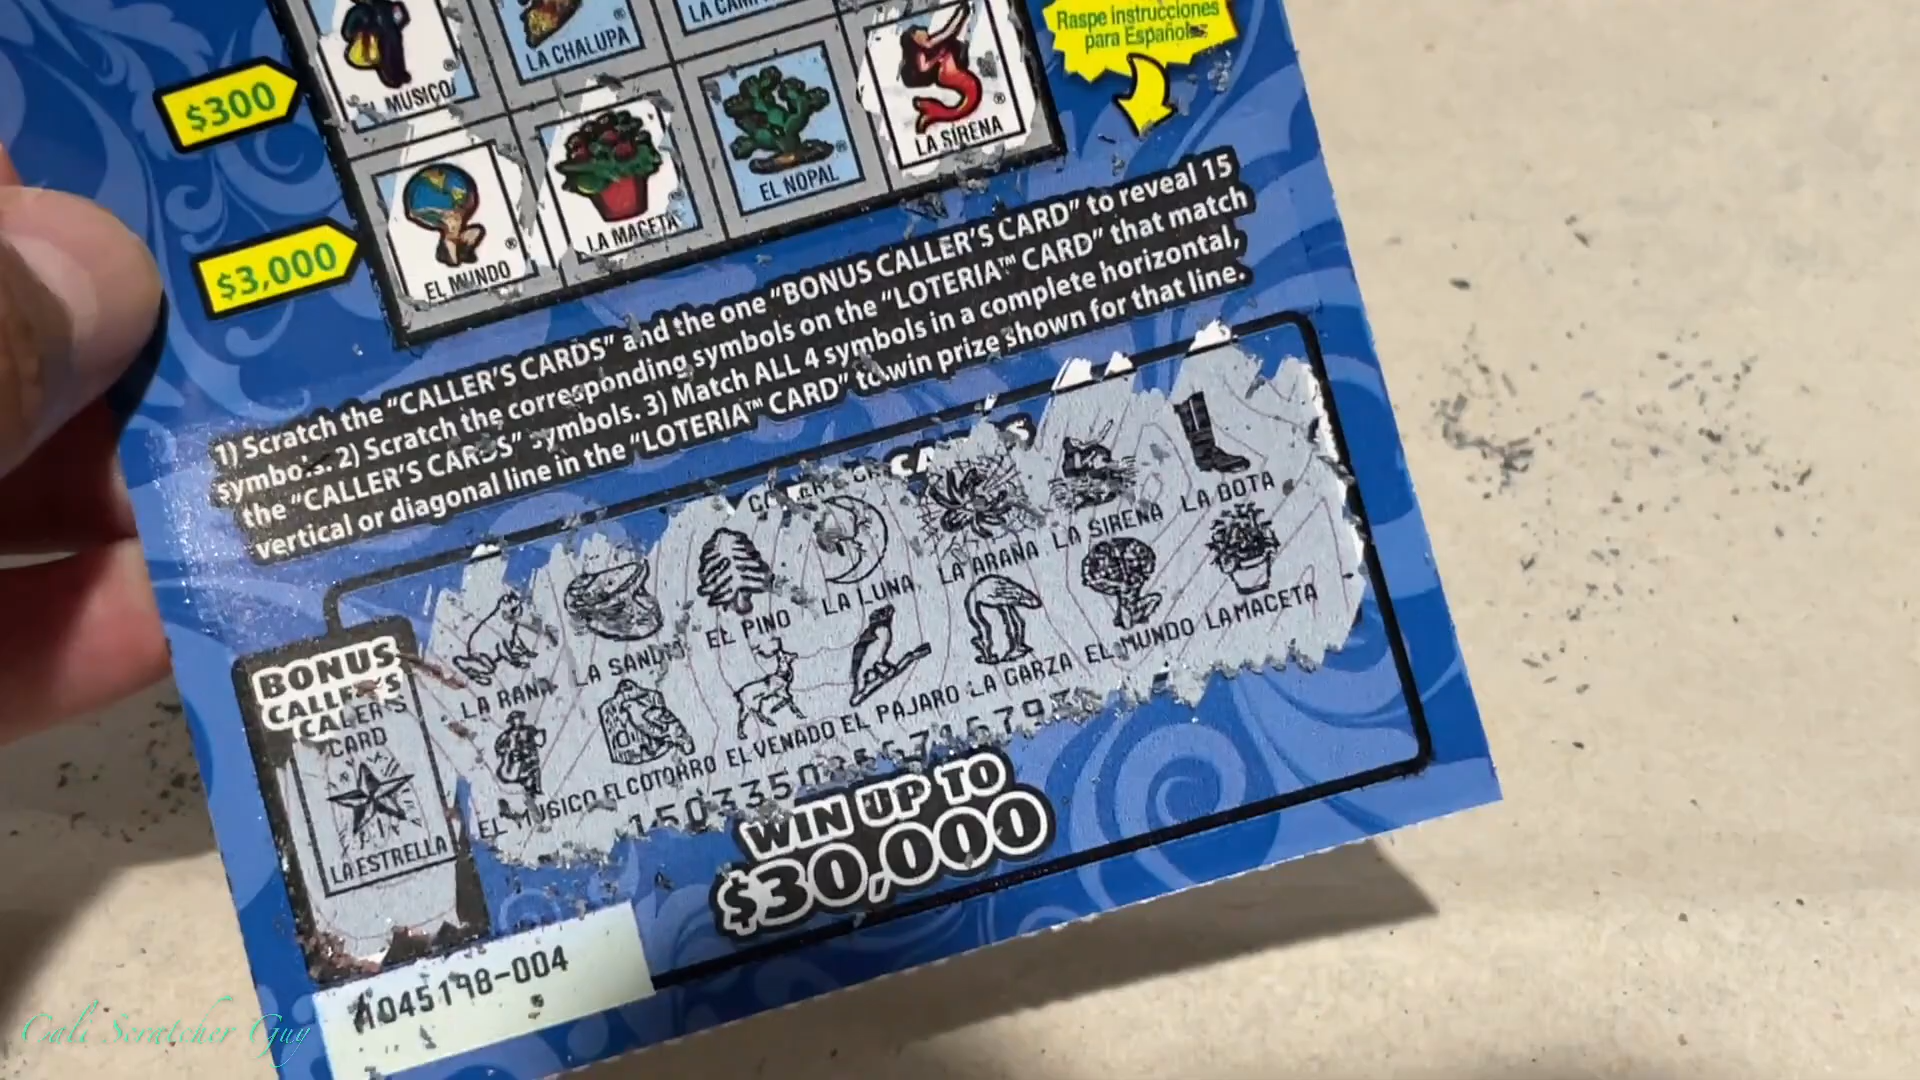 LA CHALUPA
Raspe instrucciones
para Español
$300
EL MUSICO
LA SIRENA
EL NOPAL
LA MACETA
EL MUNDO
$3,000
1) Scratch the "CALLER'S CARDS" and the one "BONUS CALLER'S CARD" to reveal 15
symbols. 2) Scratch the corresponding symbols on the "LOTERIA™ CARD" that match
the "CALLER'S CARDS" symbols. 3) Match ALL 4 symbols in a complete horizontal,
vertical or diagonal line in the "LOTERIA™ CARD" to win prize shown for that line.
LA RANA LA SANDIA EL PINO LA LUNA LA ARAÑA LA SIRENA LA BOTA
EL MUSICO EL COTORRO EL VENADO EL PAJARO LA GARZA EL MUNDO LA MACETA
BONUS
CALLER'S
CARD
LA ESTRELLA
WIN UP TO
$30,000
A045198-004
Cali Scratcher Guy